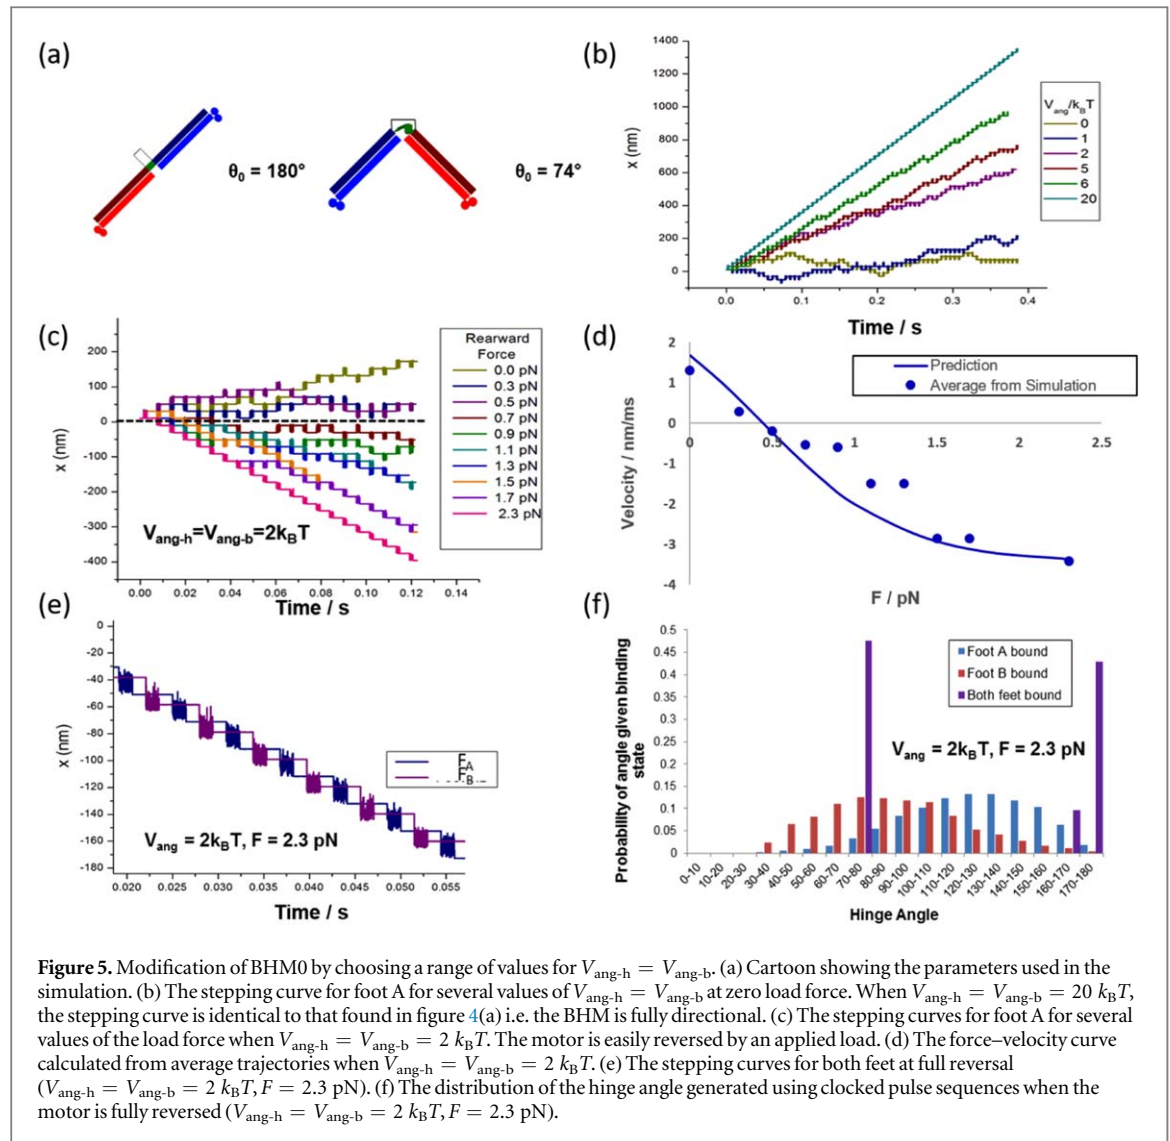 (a)
θ₀ = 180°
θ₀ = 74°
(b)
1400
1200
1000
800
600
400
200
0
x (nm)
0.0
0.1
0.2
0.3
0.4
Time / s
Vang/kBT
0
1
2
5
6
20
(c)
200
100
0
-100
-200
-300
-400
x (nm)
Vang-h=Vang-b=2kBT
0.00
0.02
0.04
0.06
0.08
0.10
0.12
0.14
Time / s
Rearward
Force
0.0 pN
0.3 pN
0.5 pN
0.7 pN
0.9 pN
1.1 pN
1.3 pN
1.5 pN
1.7 pN
2.3 pN
(d)
2
1
0
-1
-2
-3
-4
Velocity / nm/ms
0
0.5
1
1.5
2
2.5
F / pN
Prediction
Average from Simulation
(e)
0
-20
-40
-60
-80
-100
-120
-140
-160
-180
x (nm)
FA
FB
Vang = 2kBT, F = 2.3 pN
0.020
0.025
0.030
0.035
0.040
0.045
0.050
0.055
Time / s
(f)
0.5
0.45
0.4
0.35
0.3
0.25
0.2
0.15
0.1
0.05
0
Probability of angle given binding
state
Foot A bound
Foot B bound
Both feet bound
Vang = 2kBT, F = 2.3 pN
0-10
10-20
20-30
30-40
40-50
50-60
60-70
70-80
80-90
90-100
100-110
110-120
120-130
130-140
140-150
150-160
160-170
170-180
Hinge Angle
Figure 5. Modification of BHM0 by choosing a range of values for Vang-h = Vang-b. (a) Cartoon showing the parameters used in the
simulation. (b) The stepping curve for foot A for several values of Vang-h = Vang-b at zero load force. When Vang-h = Vang-b = 20 kBT,
the stepping curve is identical to that found in figure 4(a) i.e. the BHM is fully directional. (c) The stepping curves for foot A for several
values of the load force when Vang-h = Vang-b = 2 kBT. The motor is easily reversed by an applied load. (d) The force–velocity curve
calculated from average trajectories when Vang-h = Vang-b = 2 kBT. (e) The stepping curves for both feet at full reversal
(Vang-h = Vang-b = 2 kBT, F = 2.3 pN). (f) The distribution of the hinge angle generated using clocked pulse sequences when the
motor is fully reversed (Vang-h = Vang-b = 2 kBT, F = 2.3 pN).